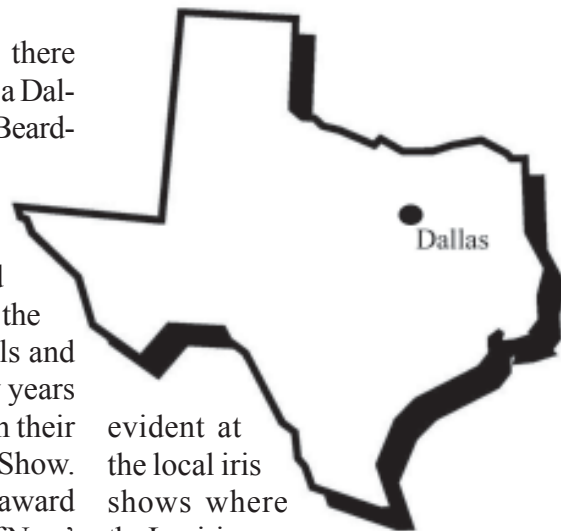 there
a Dal-
Beard-
Dallas
the
ls and
years
n their
Show.
award
evident at
the local iris
shows where